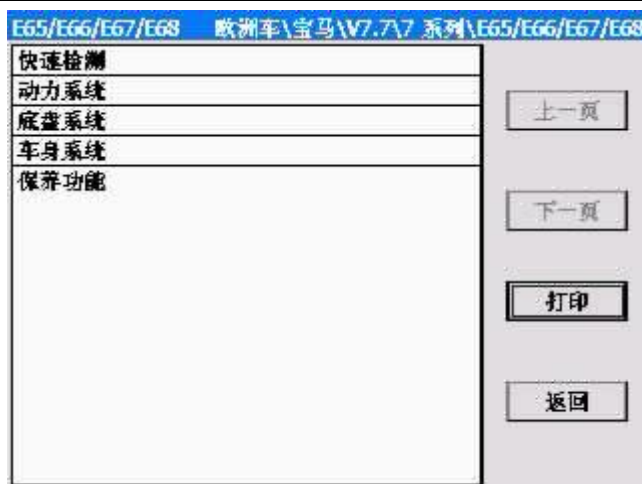 E65/E66/E67/E68 欧洲车\宝马\V7.7\7 系列\E65/E66/E67/E68
快速检测
动力系统
底盘系统
车身系统
保养功能
上一页
下一页
打印
返回